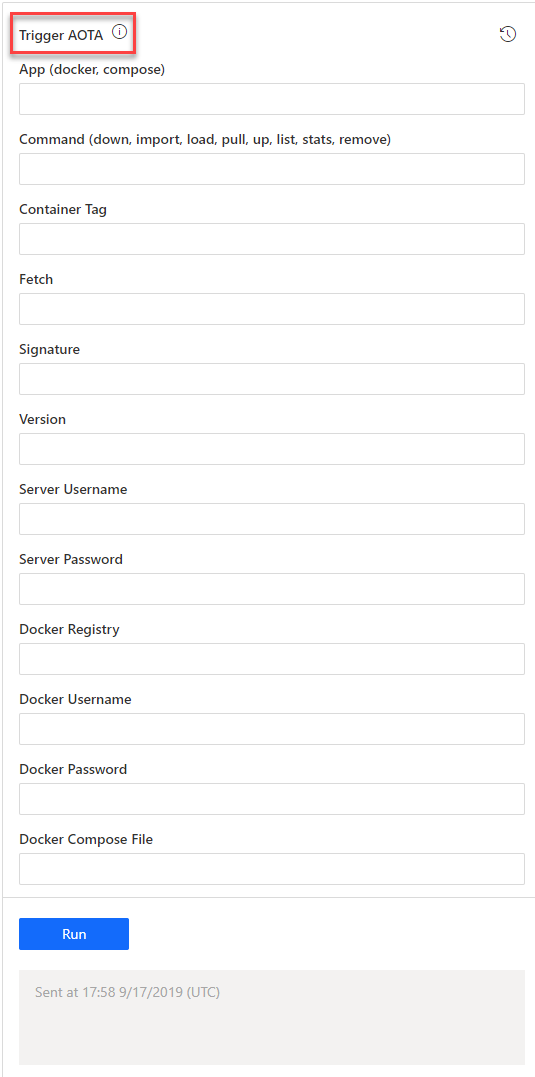 Trigger AOTA
App (docker, compose)
Command (down, import, load, pull, up, list, stats, remove)
Container Tag
Fetch
Signature
Version
Server Username
Server Password
Docker Registry
Docker Username
Docker Password
Docker Compose File
Run
Sent at 17:58 9/17/2019 (UTC)